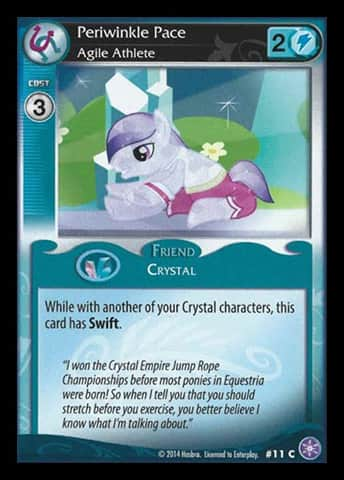 Periwinkle Pace
Agile Athlete
2
COST
3
FRIEND
CRYSTAL
While with another of your Crystal characters, this
card has Swift.
"I won the Crystal Empire Jump Rope
Championships before most ponies in Equestria
were born! So when I tell you that you should
stretch before you exercise, you better believe I
know what I'm talking about."
© 2014 Hasbro. Licensed to Enterplay. #11 C